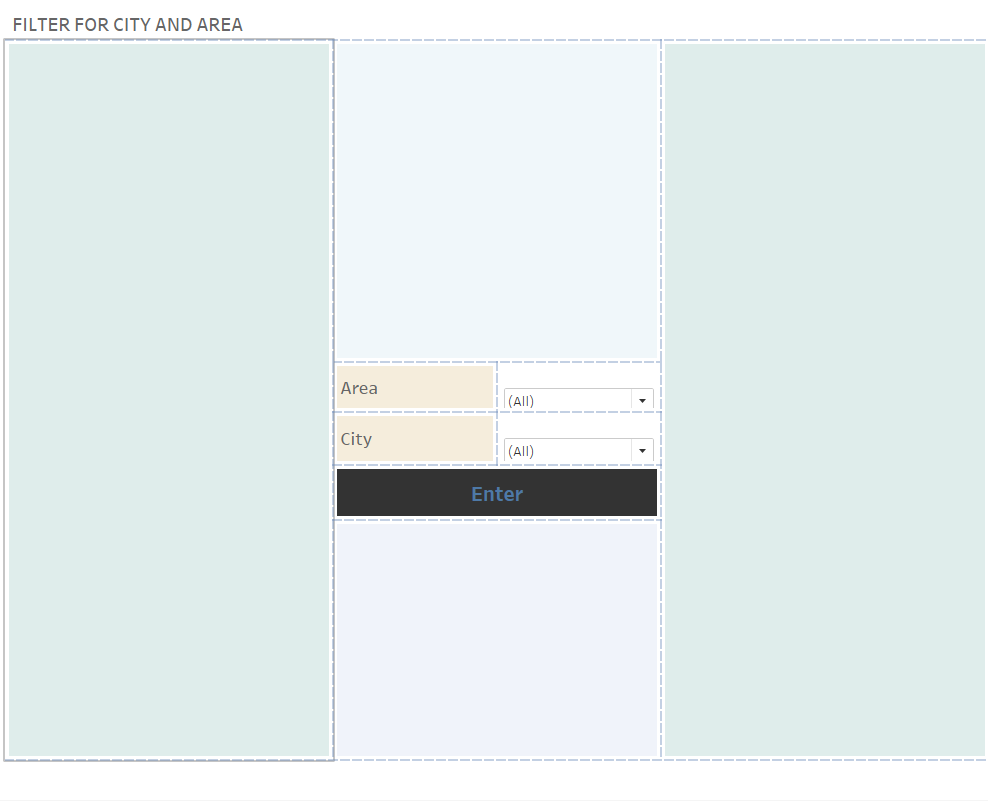 FILTER FOR CITY AND AREA
Area
(All)
City
(All)
Enter